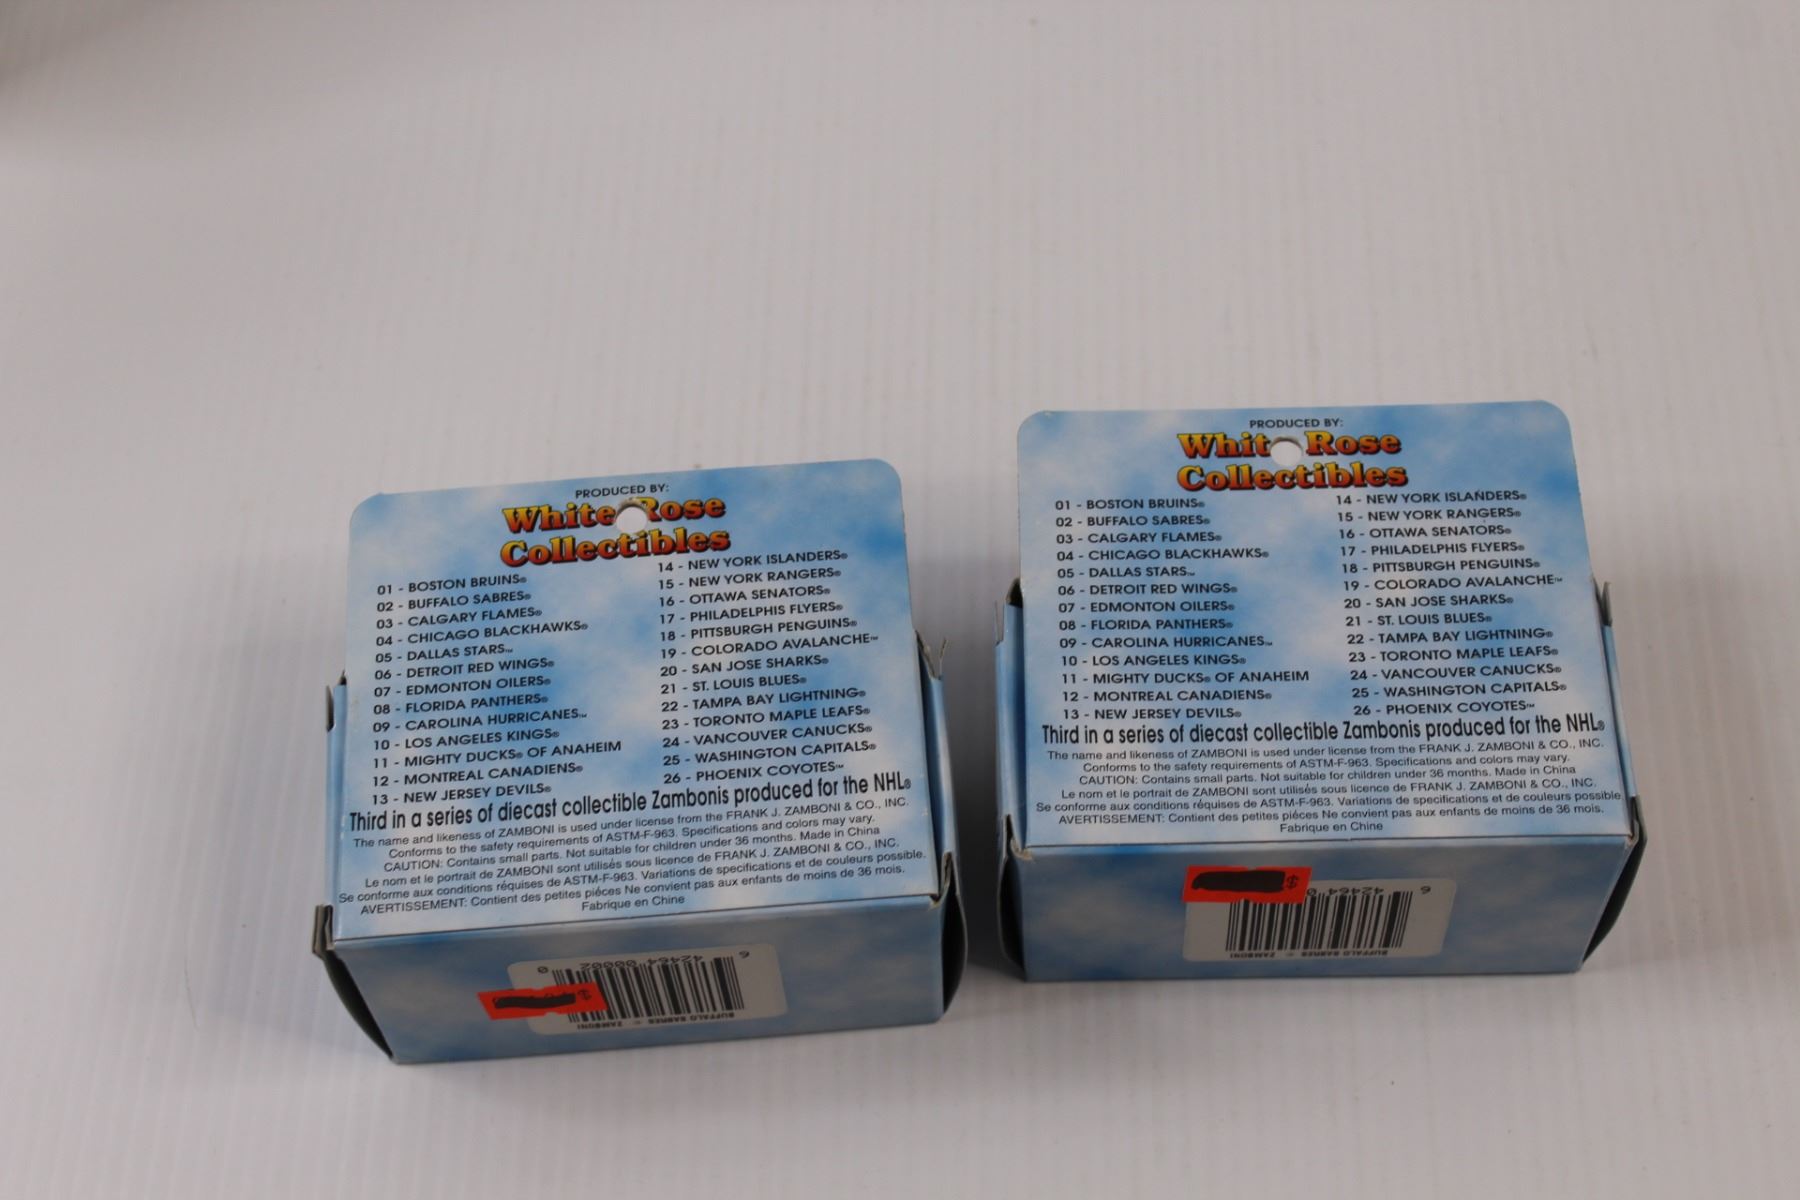 PRODUCED BY:
White Rose
Collectibles
01 - BOSTON BRUINS®
02 - BUFFALO SABRES®
03 - CALGARY FLAMES®
04 - CHICAGO BLACKHAWKS®
05 - DALLAS STARS™
06 - DETROIT RED WINGS®
07 - EDMONTON OILERS®
08 - FLORIDA PANTHERS®
09 - CAROLINA HURRICANES™
10 - LOS ANGELES KINGS®
11 - MIGHTY DUCKS® OF ANAHEIM
12 - MONTREAL CANADIENS®
13 - NEW JERSEY DEVILS®
14 - NEW YORK ISLANDERS®
15 - NEW YORK RANGERS®
16 - OTTAWA SENATORS®
17 - PHILADELPHIS FLYERS®
18 - PITTSBURGH PENGUINS®
19 - COLORADO AVALANCHE™
20 - SAN JOSE SHARKS®
21 - ST. LOUIS BLUES®
22 - TAMPA BAY LIGHTNING®
23 - TORONTO MAPLE LEAFS®
24 - VANCOUVER CANUCKS®
25 - WASHINGTON CAPITALS®
26 - PHOENIX COYOTES™
Third in a series of diecast collectible Zambonis produced for the NHL®
The name and likeness of ZAMBONI is used under license from the FRANK J. ZAMBONI & CO., INC.
Conforms to the safety requirements of ASTM-F-963. Specifications and colors may vary.
CAUTION: Contains small parts. Not suitable for children under 36 months. Made in China
Le nom et le portrait de ZAMBONI sont utilisés sous licence de FRANK J. ZAMBONI & CO., INC.
Se conforme aux conditions réquises de ASTM-F-963. Variations de specifications et de couleurs possible.
AVERTISSEMENT: Contient des petites piéces Ne convient pas aux enfants de moins de 36 mois.
Fabrique en Chine
6 42464 00002 0
$
BUFFALO SABRES © ZAMBONI
PRODUCED BY:
White Rose
Collectibles
01 - BOSTON BRUINS®
02 - BUFFALO SABRES®
03 - CALGARY FLAMES®
04 - CHICAGO BLACKHAWKS®
05 - DALLAS STARS™
06 - DETROIT RED WINGS®
07 - EDMONTON OILERS®
08 - FLORIDA PANTHERS®
09 - CAROLINA HURRICANES™
10 - LOS ANGELES KINGS®
11 - MIGHTY DUCKS® OF ANAHEIM
12 - MONTREAL CANADIENS®
13 - NEW JERSEY DEVILS®
14 - NEW YORK ISLANDERS®
15 - NEW YORK RANGERS®
16 - OTTAWA SENATORS®
17 - PHILADELPHIS FLYERS®
18 - PITTSBURGH PENGUINS®
19 - COLORADO AVALANCHE™
20 - SAN JOSE SHARKS®
21 - ST. LOUIS BLUES®
22 - TAMPA BAY LIGHTNING®
23 - TORONTO MAPLE LEAFS®
24 - VANCOUVER CANUCKS®
25 - WASHINGTON CAPITALS®
26 - PHOENIX COYOTES™
Third in a series of diecast collectible Zambonis produced for the NHL®
The name and likeness of ZAMBONI is used under license from the FRANK J. ZAMBONI & CO., INC.
Conforms to the safety requirements of ASTM-F-963. Specifications and colors may vary.
CAUTION: Contains small parts. Not suitable for children under 36 months. Made in China
Le nom et le portrait de ZAMBONI sont utilisés sous licence de FRANK J. ZAMBONI & CO., INC.
Se conforme aux conditions réquises de ASTM-F-963. Variations de specifications et de couleurs possible
AVERTISSEMENT: Contient des petites piéces Ne convient pas aux enfants de moins de 36 mois.
Fabrique en Chine
$
6 42464 0
BUFFALO SABRES © ZAMBONI